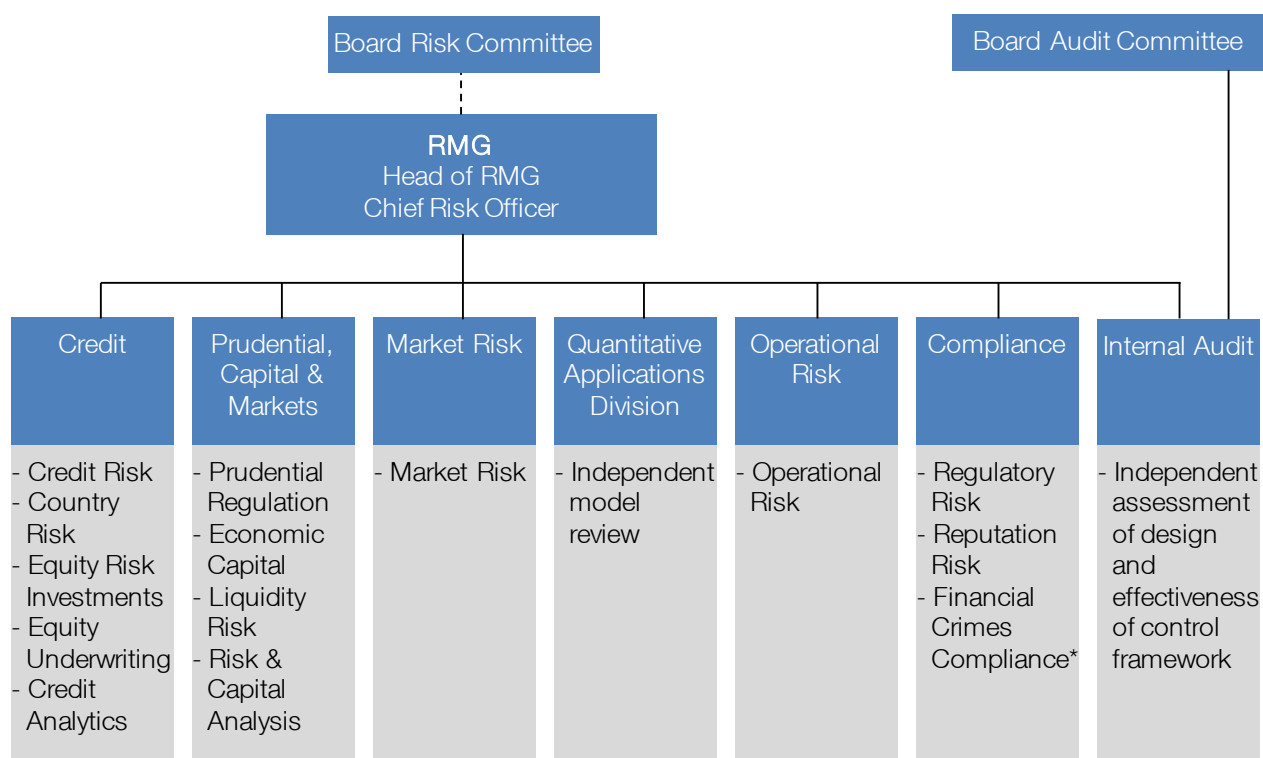 Board Risk Committee
Board Audit Committee
RMG
Head of RMG
Chief Risk Officer
Credit
- Credit Risk
- Country
Risk
- Equity Risk
Investments
- Equity
Underwriting
- Credit
Analytics
Prudential,
Capital &
Markets
- Prudential
Regulation
- Economic
Capital
- Liquidity
Risk
- Risk &
Capital
Analysis
Market Risk
- Market Risk
Quantitative
Applications
Division
- Independent
model
review
Operational
Risk
- Operational
Risk
Compliance
- Regulatory
Risk
- Reputation
Risk
- Financial
Crimes
Compliance*
Internal Audit
- Independent
assessment
of design
and
effectiveness
of control
framework